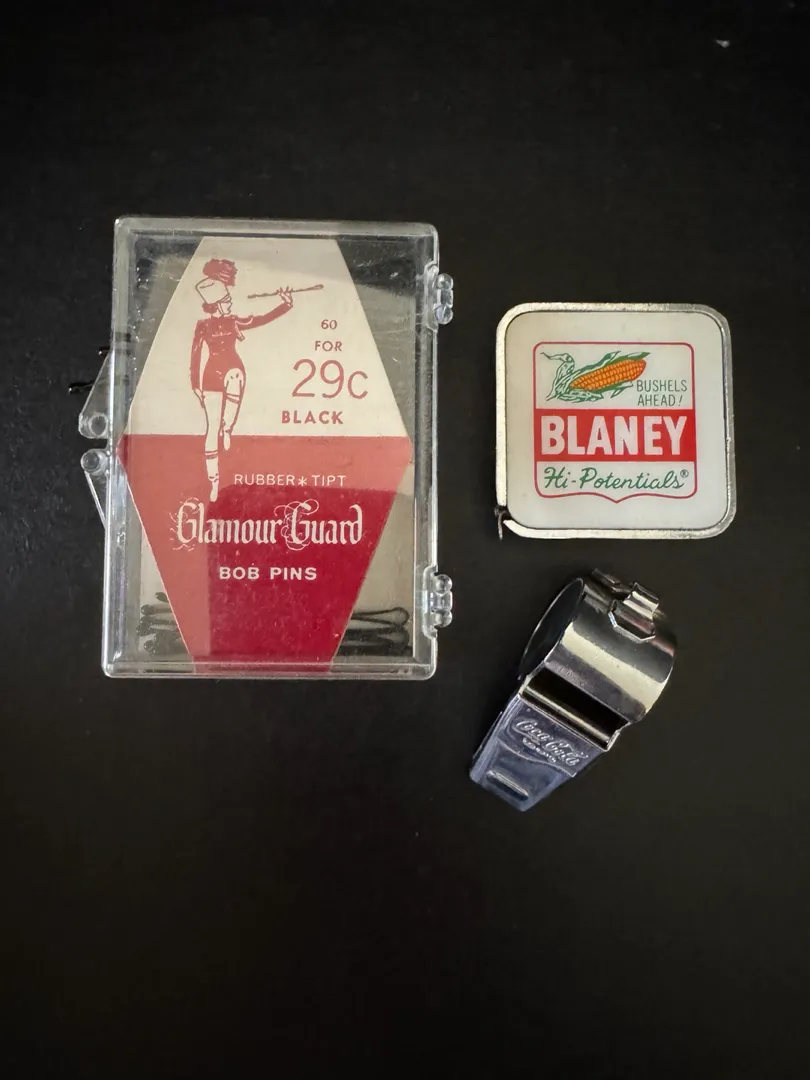 60
FOR
29c
BLACK
RUBBER * TIPT
Glamour Guard
BOB PINS
BUSHELS
AHEAD!
BLANEY
Hi-Potentials®
Coca-Cola